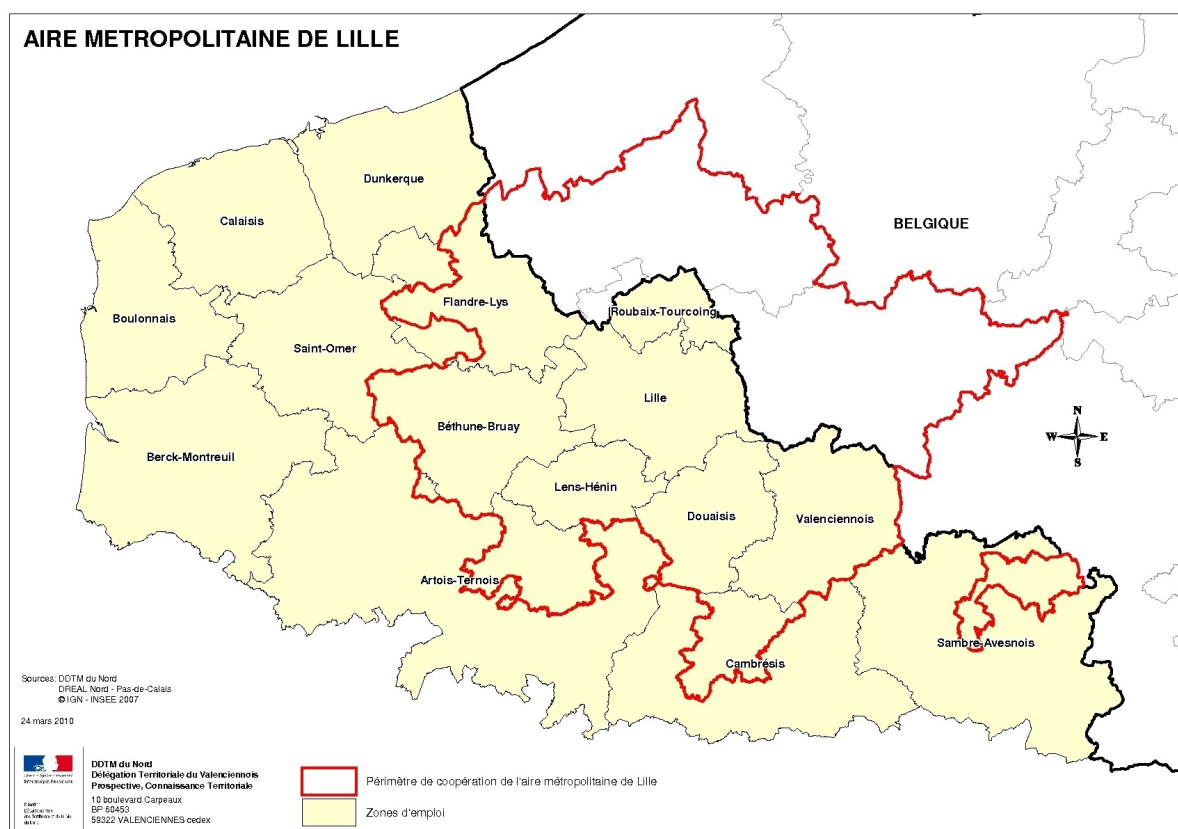 AIRE METROPOLITAINE DE LILLE
Dunkerque
Calaisis
BELGIQUE
Flandre-Lys
Roubaix-Tourcoing
Boulonnais
Saint-Omer
Lille
N
W E
S
Béthune-Bruay
Berck-Montreuil
Lens-Hénin
Douaisis
Valenciennois
Artois-Ternois
Sambre-Avesnois
Cambrésis
Sources: DDTM du Nord
DREAL Nord - Pas-de-Calais
© IGN - INSEE 2007
24 mars 2010
DDTM du Nord
Délégation Territoriale du Valenciennois
Prospective, Connaissance Territoriale
10 boulevard Carpeaux
BP 60453
59322 VALENCIENNES cedex
Périmètre de coopération de l'aire métropolitaine de Lille
Zones d'emploi